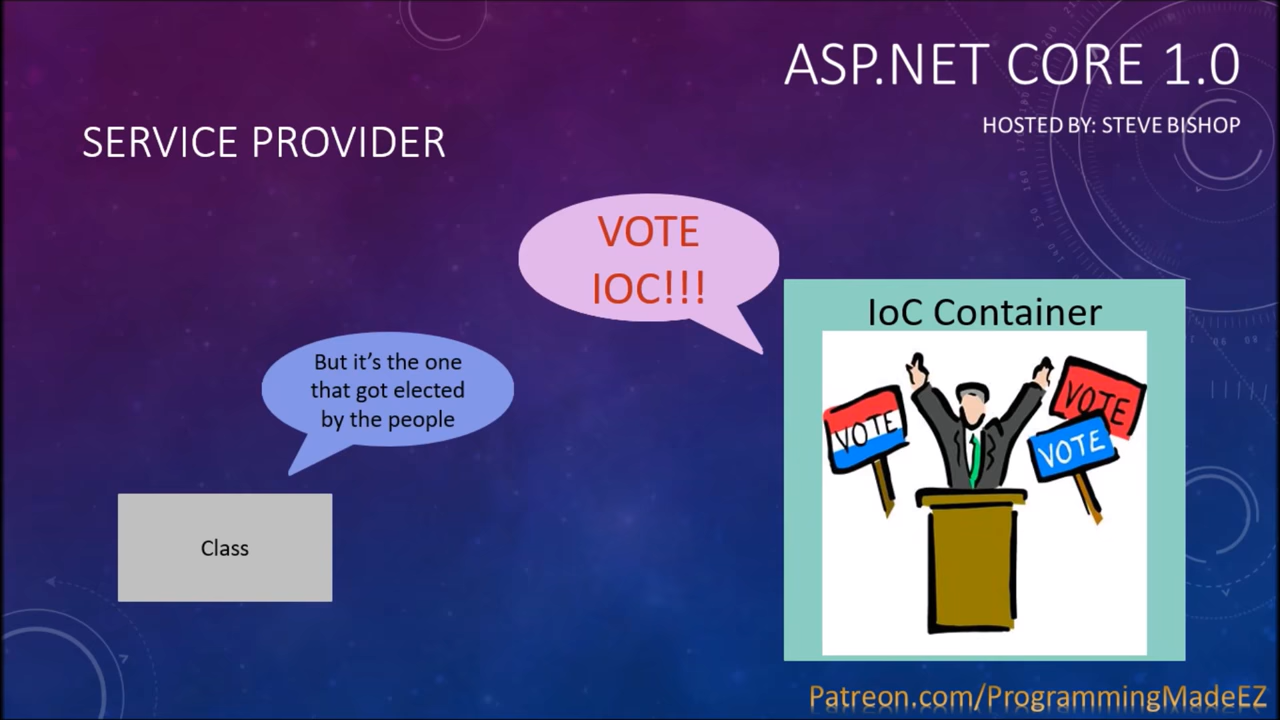 ASP.NET CORE 1.0
HOSTED BY: STEVE BISHOP
SERVICE PROVIDER
VOTE
IOC!!!
But it's the one
that got elected
by the people
Class
IoC Container
VOTE
VOTE
VOTE
Patreon.com/ProgrammingMadeEZ